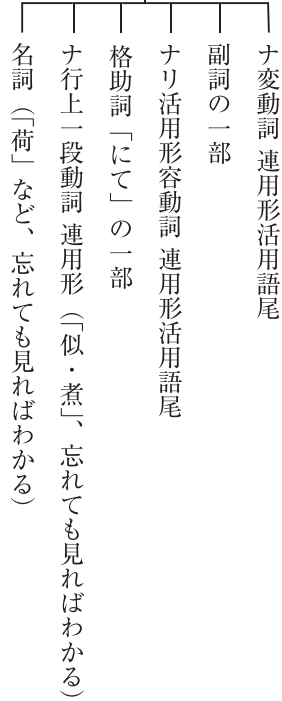 ナ変動詞 連用形活用語尾
副詞の一部
ナリ活用形容動詞 連用形活用語尾
格助詞「にて」の一部
ナ行上一段動詞 連用形（「似・煮」、忘れても見ればわかる）
名詞（「荷」など、忘れても見ればわかる）